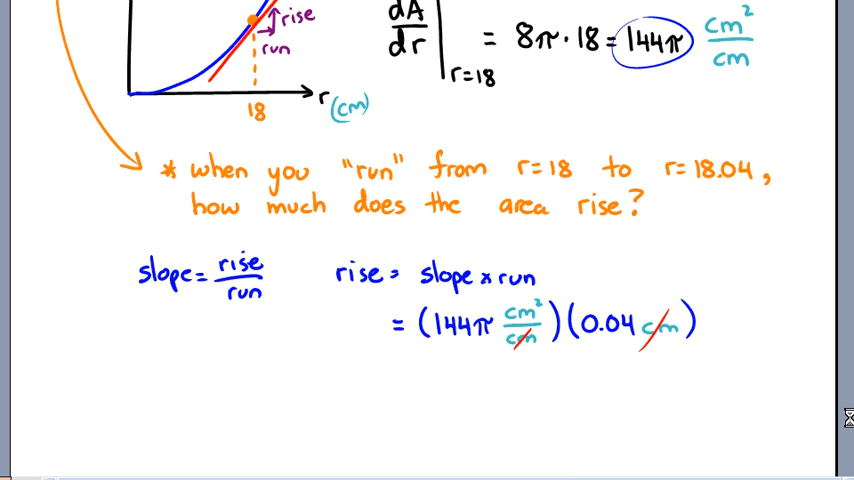 rise
run
18
r (cm)
dA/dr |r=18 = 8π·18 = 144π cm²/cm
* when you "run" from r=18 to r=18.04,
how much does the area rise?
slope = rise/run
rise = slope × run
= (144π cm²/cm)(0.04 cm)